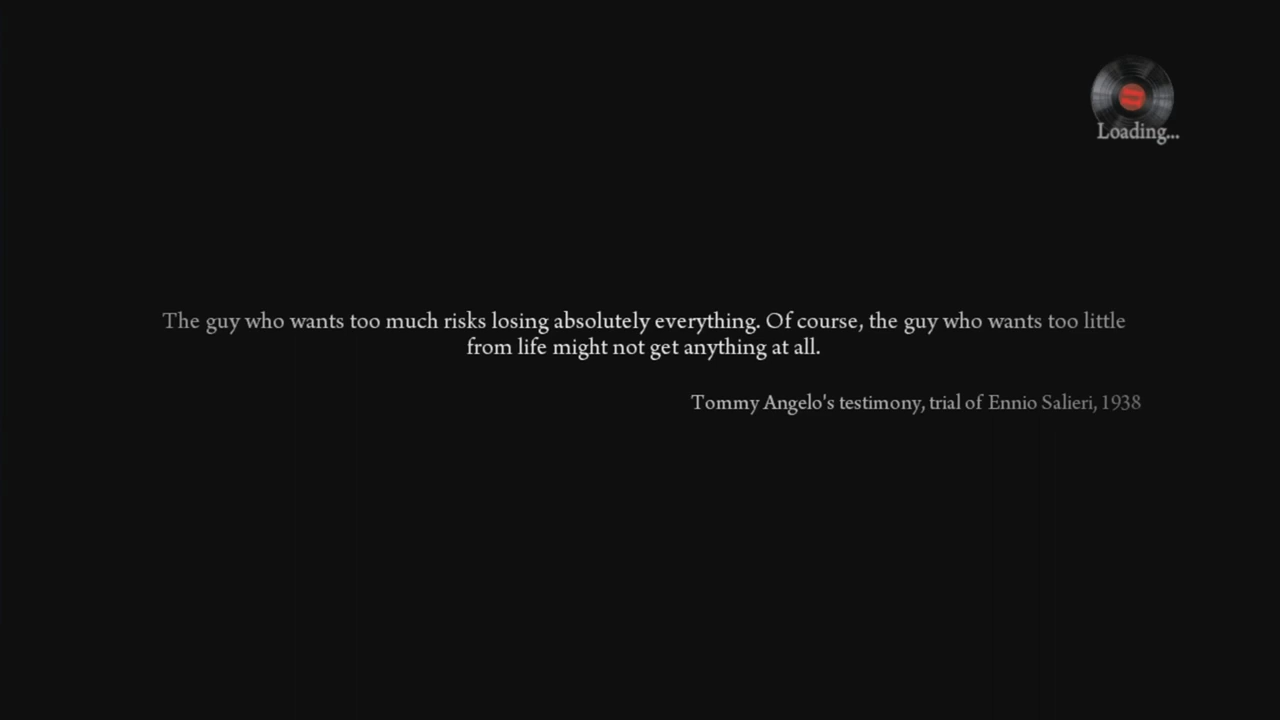 Loading...
The guy who wants too much risks losing absolutely everything. Of course, the guy who wants too little
from life might not get anything at all.
Tommy Angelo's testimony, trial of Ennio Salieri, 1938